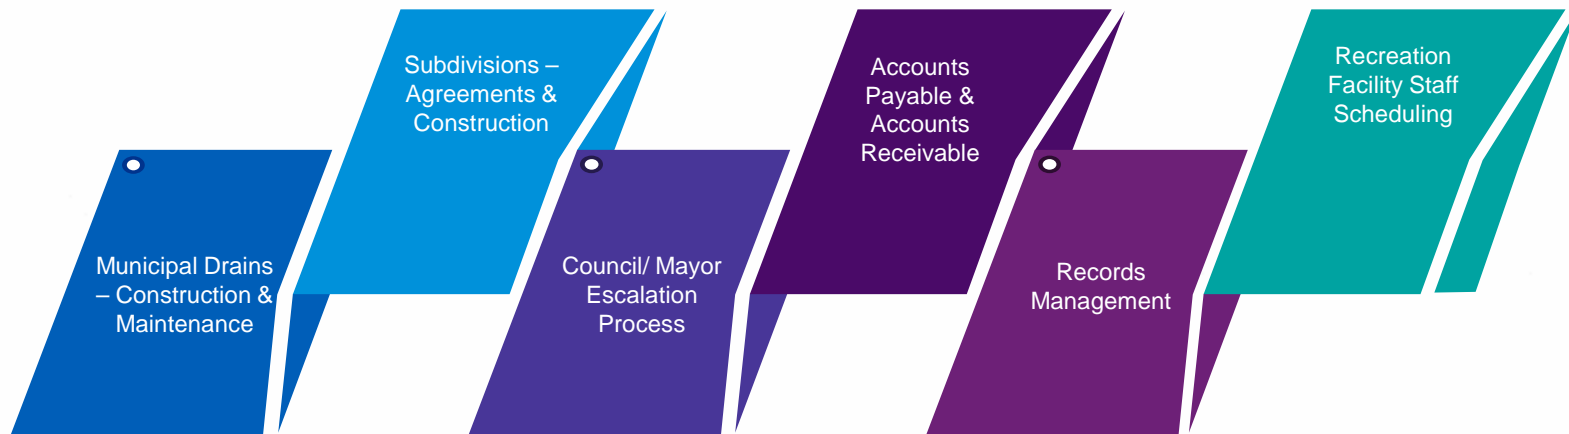 Municipal Drains
– Construction &
Maintenance
Subdivisions –
Agreements &
Construction
Council/ Mayor
Escalation
Process
Accounts
Payable &
Accounts
Receivable
Records
Management
Recreation
Facility Staff
Scheduling